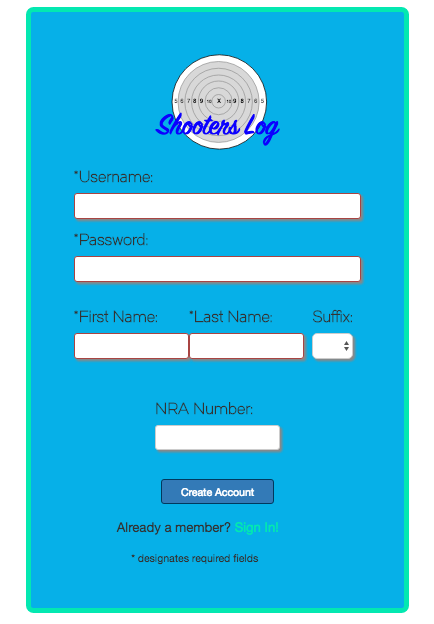 5 6 7 8 9 10 X 10 9 8 7 6 5
Shooters Log
*Username:
*Password:
*First Name: *Last Name: Suffix:
NRA Number:
Create Account
Already a member? Sign In!
* designates required fields